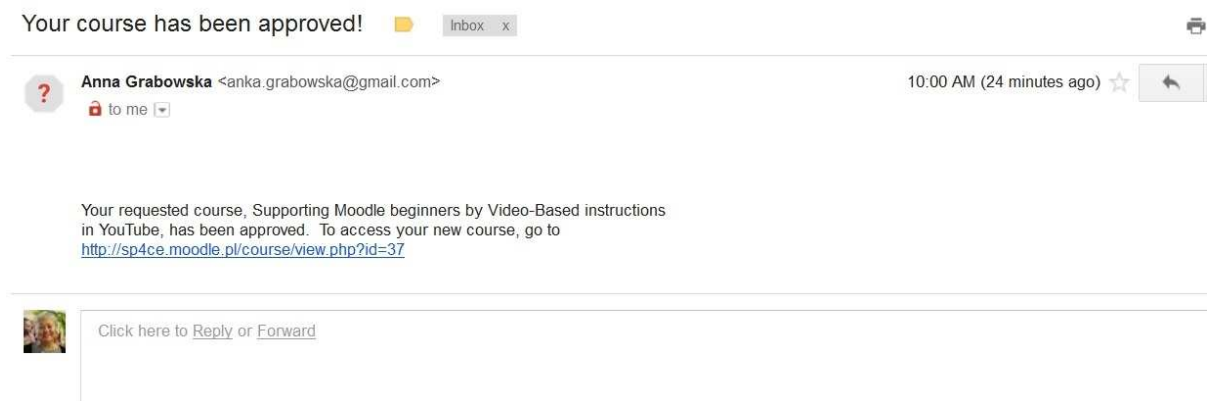 Your course has been approved!
Inbox x
Anna Grabowska <anka.grabowska@gmail.com>
10:00 AM (24 minutes ago)
?
to me
Your requested course, Supporting Moodle beginners by Video-Based instructions
in YouTube, has been approved.  To access your new course, go to
http://sp4ce.moodle.pl/course/view.php?id=37
Click here to Reply or Forward